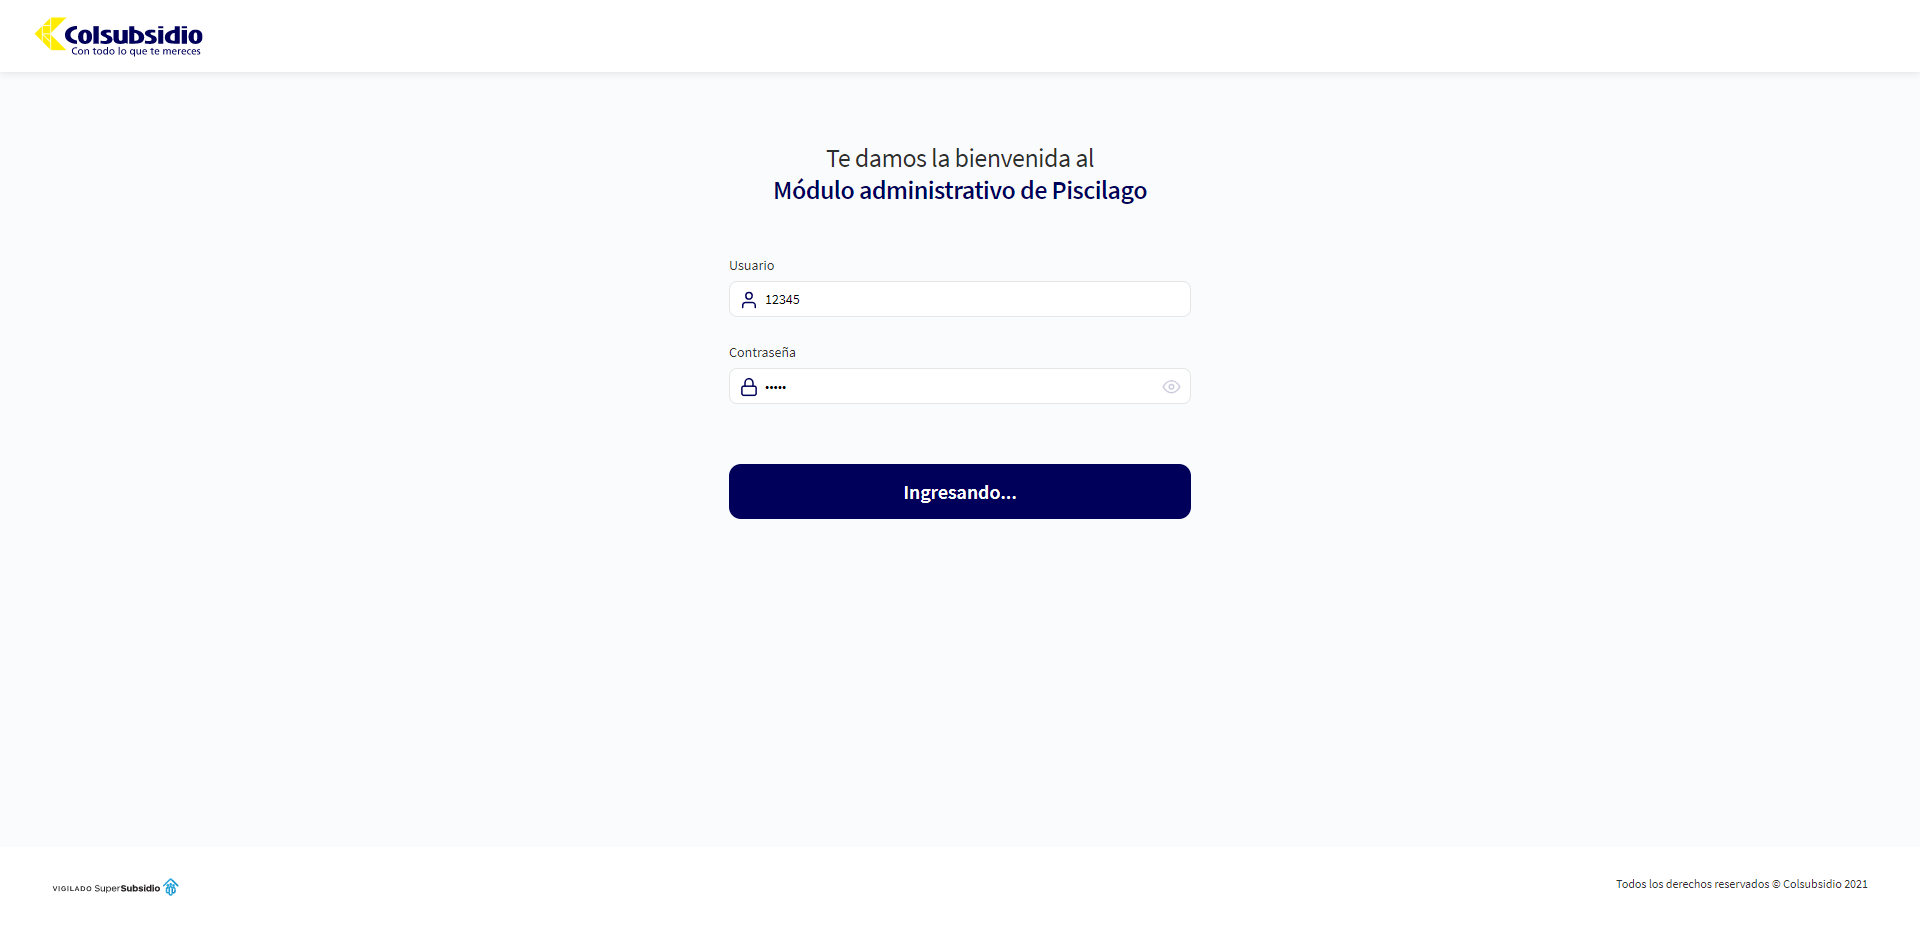 Colsubsidio
Con todo lo que te mereces
Te damos la bienvenida al
Módulo administrativo de Piscilago
Usuario
12345
Contraseña
•••••
Ingresando...
VIGILADO SuperSubsidio
Todos los derechos reservados © Colsubsidio 2021